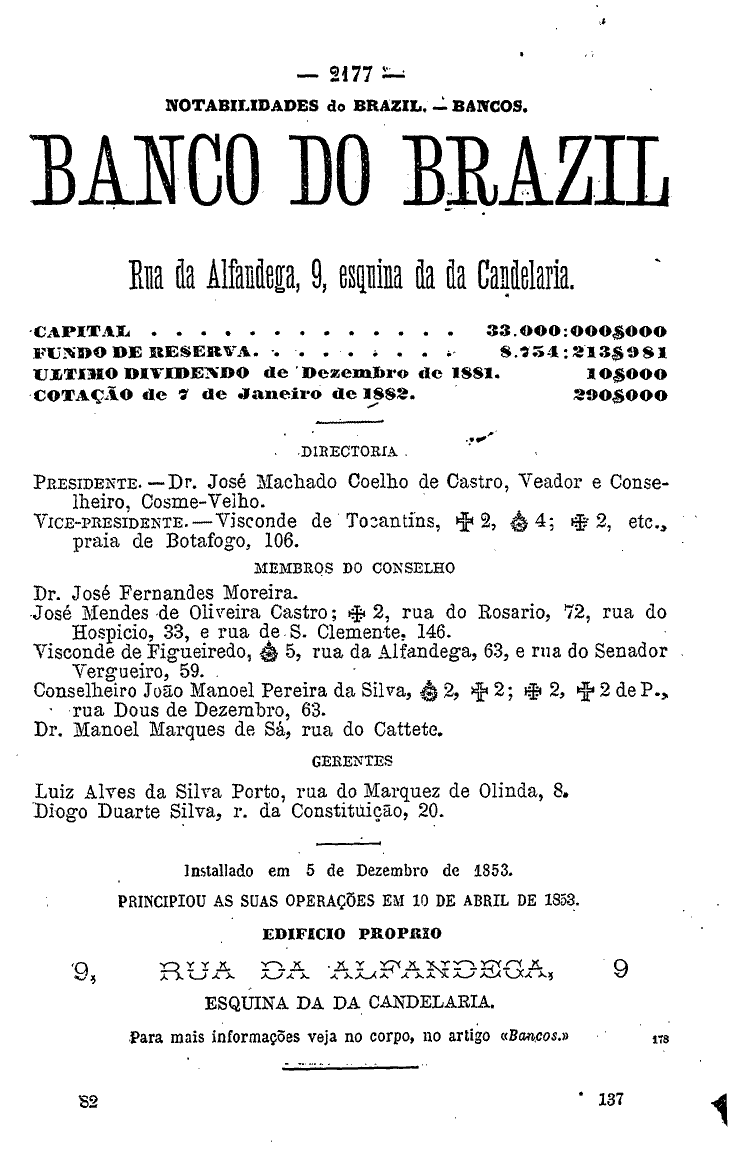 — 2177 —
NOTABILIDADES do BRAZIL. — BANCOS.
BANCO DO BRAZIL
Rua da Alfandega, 9, esquina da da Candelaria.
CAPITAL . . . . . . . . . . . . . 33.000:000$000
FUNDO DE RESERVA. . . . . . . . . 8.754:213$981
ULTIMO DIVIDENDO de Dezembro de 1881. 10$000
COTAÇÃO de 7 de Janeiro de 1882. 290$000
DIRECTORIA
PRESIDENTE. — Dr. José Machado Coelho de Castro, Veador e Conse-
lheiro, Cosme-Velho.
VICE-PRESIDENTE. — Visconde de Tocantins, 2, 4; 2, etc.,
praia de Botafogo, 106.
MEMBROS DO CONSELHO
Dr. José Fernandes Moreira.
José Mendes de Oliveira Castro; 2, rua do Rosario, 72, rua do
Hospicio, 33, e rua de S. Clemente, 146.
Visconde de Figueiredo, 5, rua da Alfandega, 63, e rua do Senador
Vergueiro, 59.
Conselheiro João Manoel Pereira da Silva, 2, 2; 2, 2 de P.,
rua Dous de Dezembro, 63.
Dr. Manoel Marques de Sá, rua do Cattete.
GERENTES
Luiz Alves da Silva Porto, rua do Marquez de Olinda, 8.
Diogo Duarte Silva, r. da Constituição, 20.
Installado em 5 de Dezembro de 1853.
PRINCIPIOU AS SUAS OPERAÇÕES EM 10 DE ABRIL DE 1853.
EDIFICIO PROPRIO
9, RUA DA ALFANDEGA, 9
ESQUINA DA DA CANDELARIA.
Para mais informações veja no corpo, no artigo «Bancos.» 178
82 137